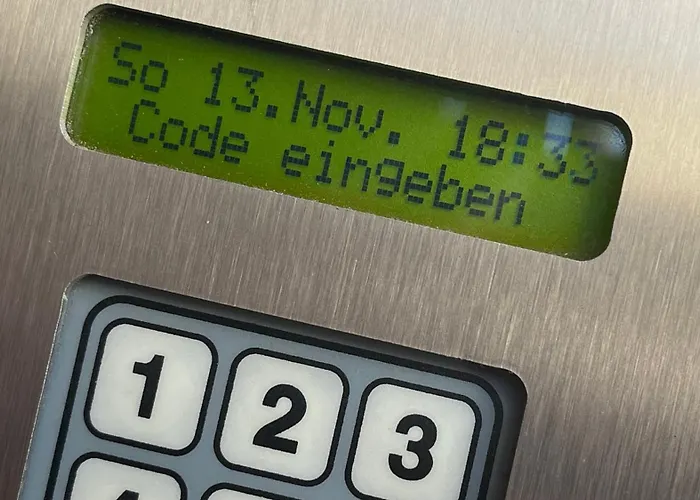 So 13.Nov. 18:33
Code eingeben
1 2 3